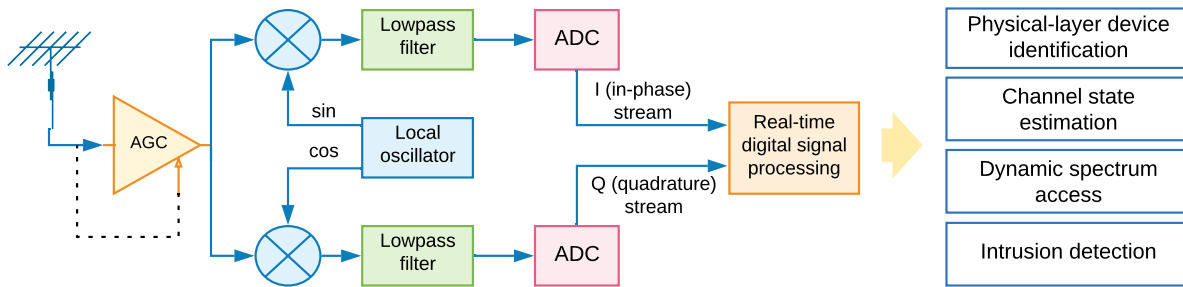 AGC
sin
cos
Lowpass
filter
Local
oscillator
Lowpass
filter
ADC
ADC
I (in-phase)
stream
Q (quadrature)
stream
Real-time
digital signal
processing
Physical-layer device
identification
Channel state
estimation
Dynamic spectrum
access
Intrusion detection